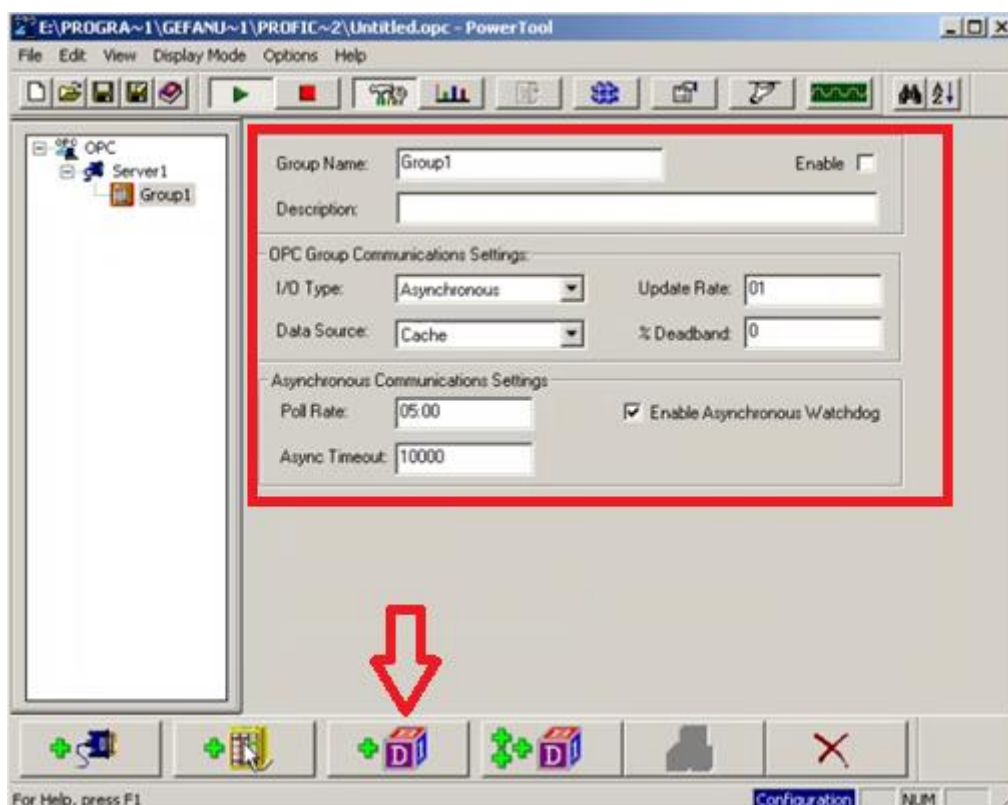 E:\PROGRA~1\GEFANU~1\PROFIC~2\Untitled.opc - PowerTool
File Edit View Display Mode Options Help
OPC
Server1
Group1
Group Name: Group1 Enable
Description:
OPC Group Communications Settings:
I/O Type: Asynchronous Update Rate: 01
Data Source: Cache % Deadband: 0
Asynchronous Communications Settings
Poll Rate: 05:00 Enable Asynchronous Watchdog
Async Timeout: 10000
For Help, press F1 Configuration NUM